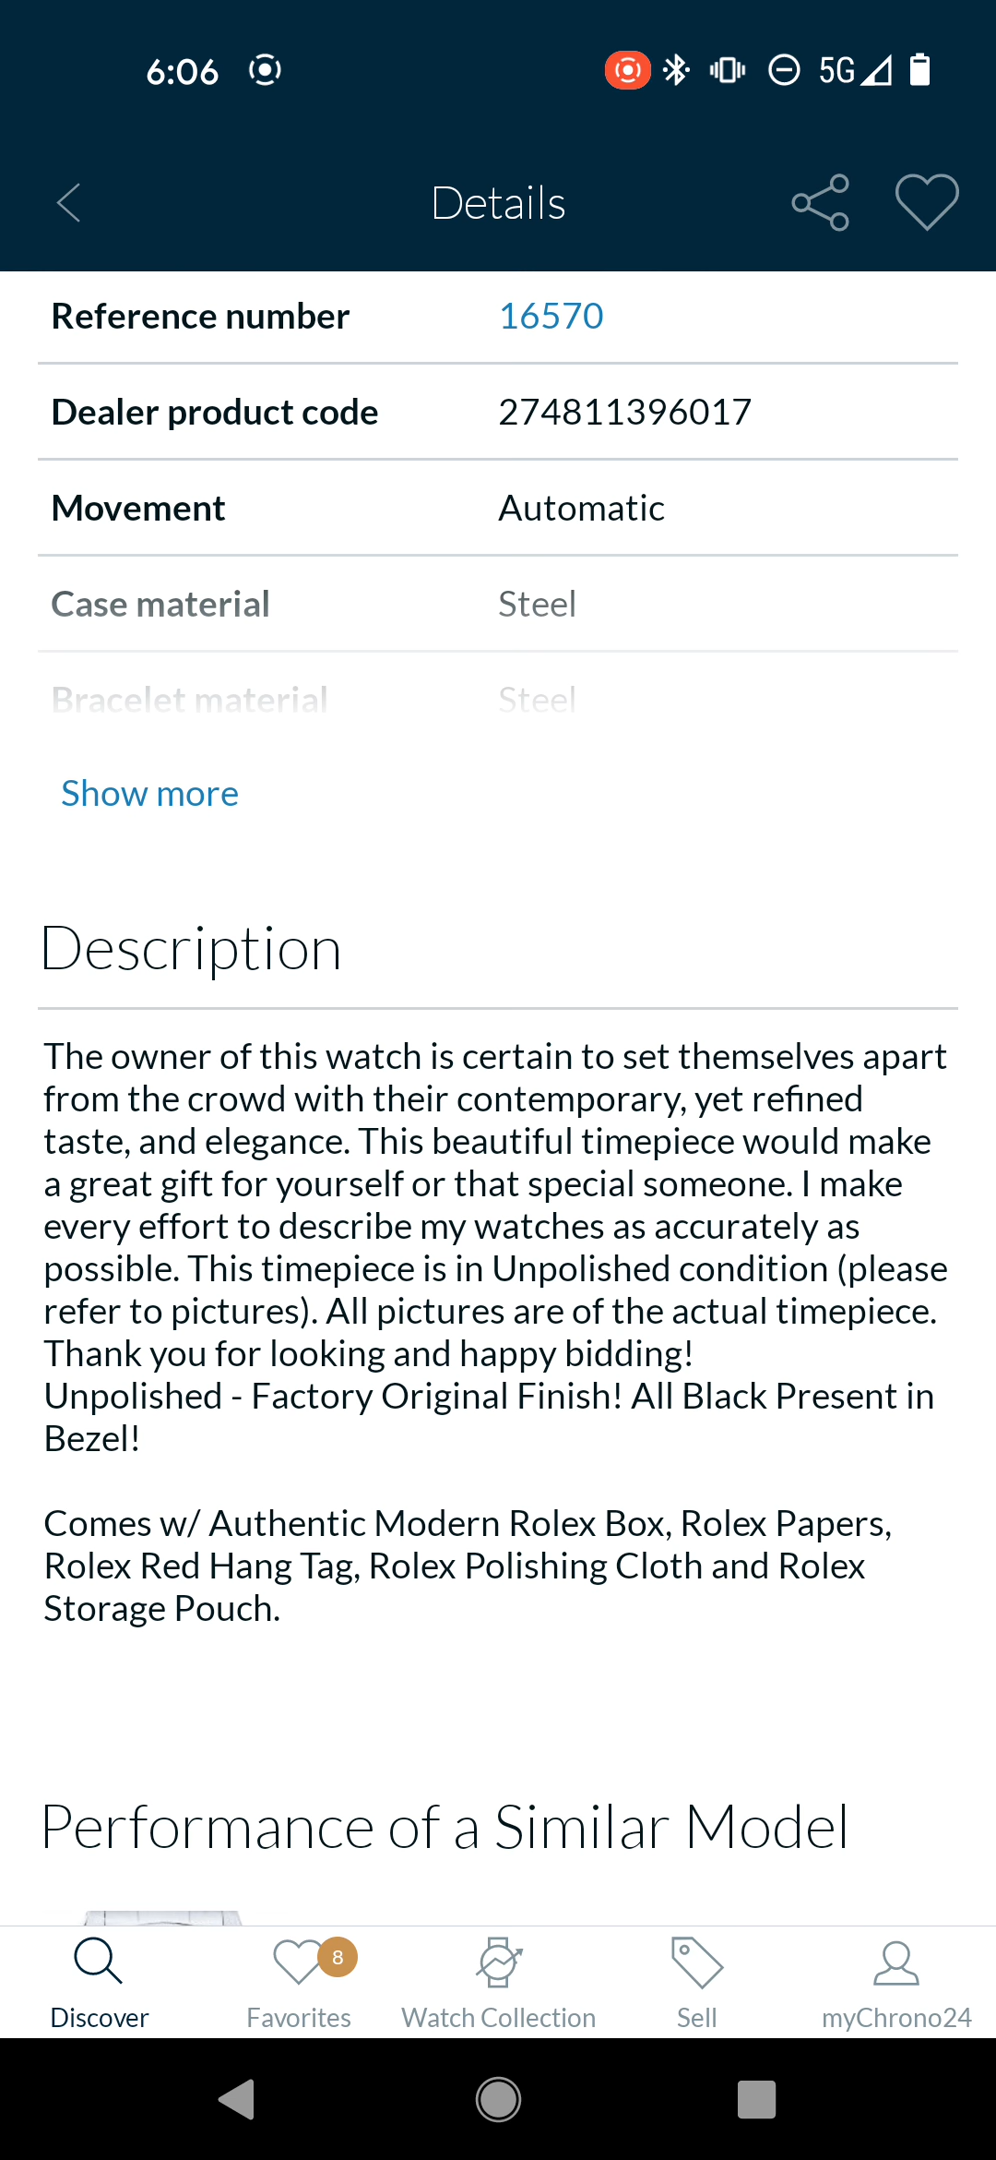 6:06
5G
Details
Reference number 16570
Dealer product code 274811396017
Movement Automatic
Case material Steel
Bracelet material Steel
Show more
Description
The owner of this watch is certain to set themselves apart
from the crowd with their contemporary, yet refined
taste, and elegance. This beautiful timepiece would make
a great gift for yourself or that special someone. I make
every effort to describe my watches as accurately as
possible. This timepiece is in Unpolished condition (please
refer to pictures). All pictures are of the actual timepiece.
Thank you for looking and happy bidding!
Unpolished - Factory Original Finish! All Black Present in
Bezel!
Comes w/ Authentic Modern Rolex Box, Rolex Papers,
Rolex Red Hang Tag, Rolex Polishing Cloth and Rolex
Storage Pouch.
Performance of a Similar Model
8
Discover Favorites Watch Collection Sell myChrono24